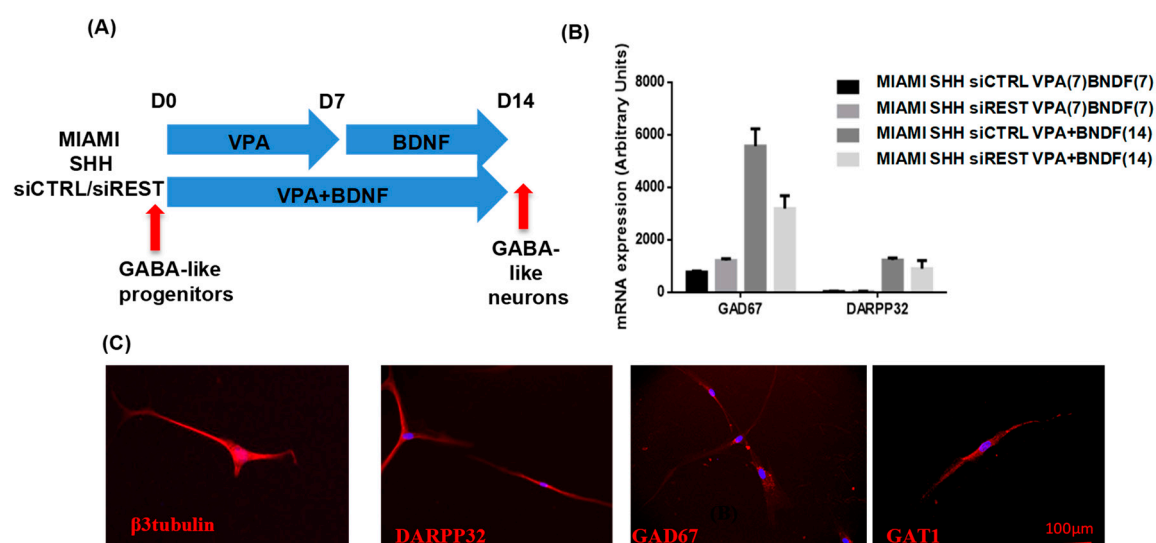 (A)
D0
D7
D14
MIAMI
SHH
siCTRL/siREST
VPA
BDNF
VPA+BDNF
GABA-like
progenitors
GABA-
like
neurons
(B)
mRNA expression (Arbitrary Units)
8000
6000
4000
2000
0
GAD67
DARPP32
MIAMI SHH siCTRL VPA(7)BNDF(7)
MIAMI SHH siREST VPA(7)BNDF(7)
MIAMI SHH siCTRL VPA+BNDF(14)
MIAMI SHH siREST VPA+BNDF(14)
(C)
β3tubulin
DARPP32
GAD67
(B)
GAT1
100μm